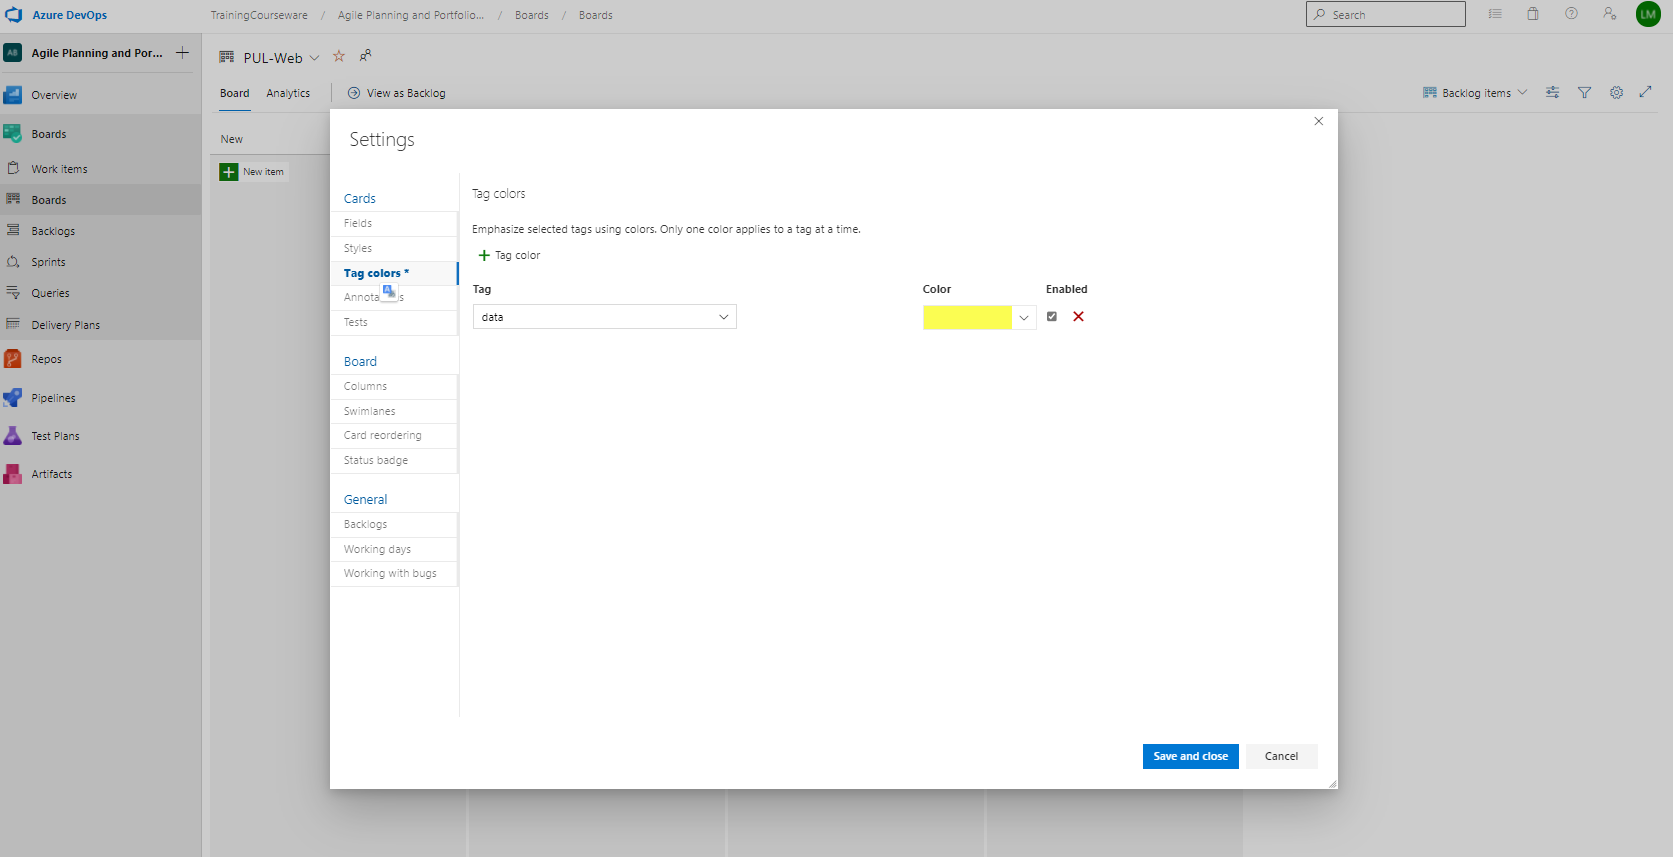 Azure DevOps
TrainingCourseware / Agile Planning and Portfolio... / Boards / Boards
Search
LM
AB
Agile Planning and Por...
PUL-Web
Overview
Board
Analytics
View as Backlog
Backlog items
Boards
New
Work items
New item
Boards
Backlogs
Sprints
Queries
Delivery Plans
Repos
Pipelines
Test Plans
Artifacts
Settings
Cards
Fields
Styles
Tag colors *
Tests
Board
Columns
Swimlanes
Card reordering
Status badge
General
Backlogs
Working days
Working with bugs
Tag colors
Emphasize selected tags using colors. Only one color applies to a tag at a time.
Tag color
Tag
Color
Enabled
data
Save and close
Cancel